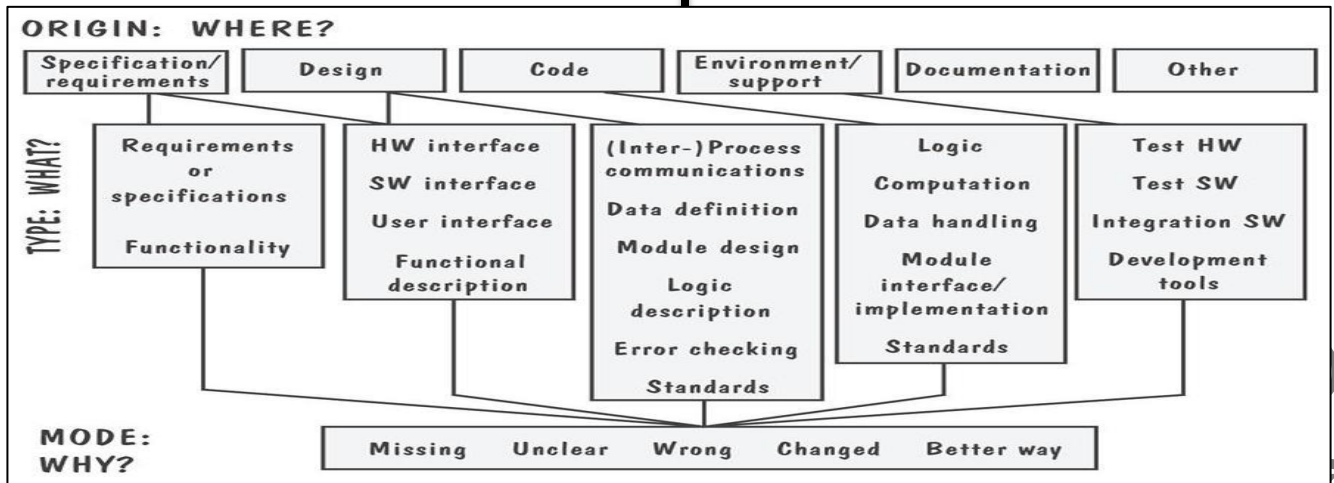 ORIGIN: WHERE?
Specification/
requirements
Design
Code
Environment/
support
Documentation
Other
TYPE: WHAT?
Requirements
or
specifications
Functionality
HW interface
SW interface
User interface
Functional
description
(Inter-)Process
communications
Data definition
Module design
Logic
description
Error checking
Standards
Logic
Computation
Data handling
Module
interface/
implementation
Standards
Test HW
Test SW
Integration SW
Development
tools
MODE:
WHY?
Missing Unclear Wrong Changed Better way